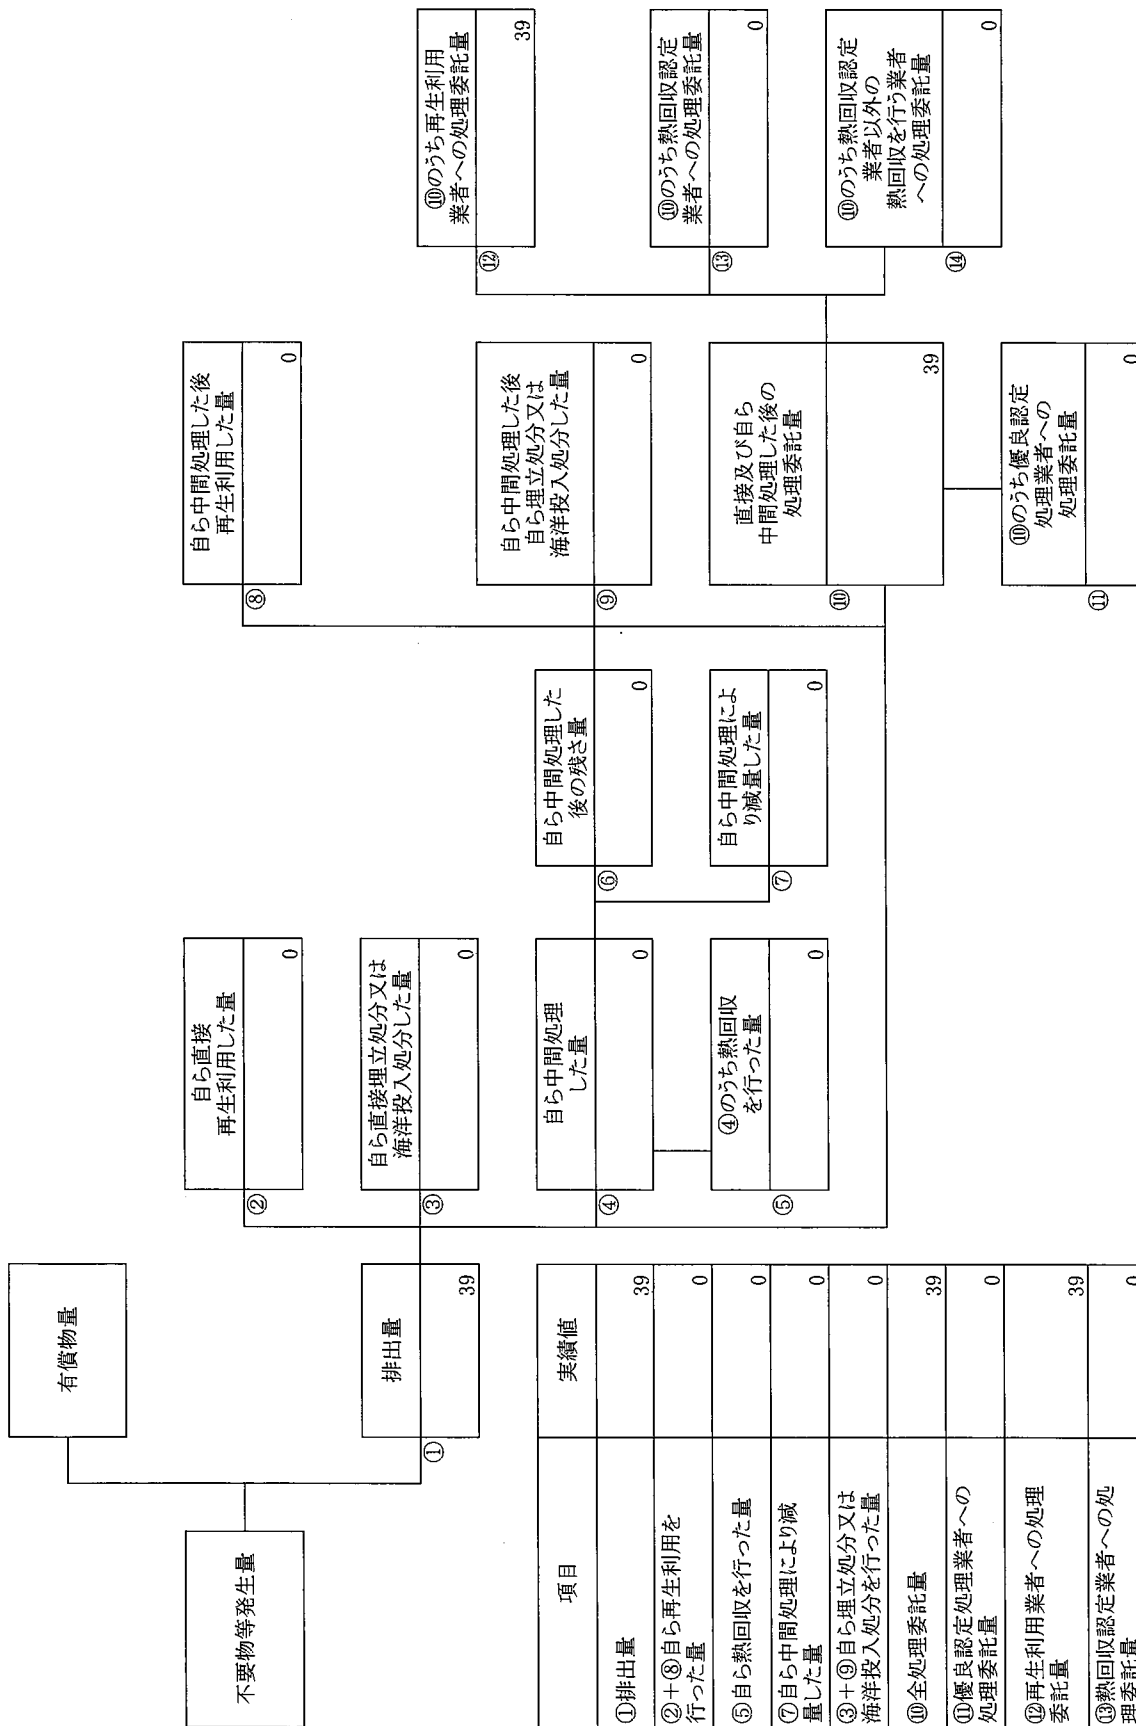 不要物等発生量
有償物量
排出量
①
39
自ら直接
再生利用した量
②
0
自ら直接埋立処分又は
海洋投入処分した量
③
0
自ら中間処理
した量
④
0
④のうち熱回収
を行った量
⑤
0
自ら中間処理した
後の残さ量
⑥
0
自ら中間処理によ
り減量した量
⑦
0
自ら中間処理した後
再生利用した量
⑧
0
自ら中間処理した後
自ら埋立処分又は
海洋投入処分した量
⑨
0
直接及び自ら
中間処理した後の
処理委託量
⑩
39
⑩のうち優良認定
処理業者への
処理委託量
⑪
0
⑩のうち再生利用
業者への処理委託量
⑫
39
⑩のうち熱回収認定
業者への処理委託量
⑬
0
⑩のうち熱回収認定
業者以外の
熱回収を行う業者
への処理委託量
⑭
0
項目 実績値
①排出量 39
②+⑧自ら再生利用を
行った量 0
⑤自ら熱回収を行った量 0
⑦自ら中間処理により減
量した量 0
③+⑨自ら埋立処分又は
海洋投入処分を行った量 0
⑩全処理委託量 39
⑪優良認定処理業者への
処理委託量 0
⑫再生利用業者への処理
委託量 39
⑬熱回収認定業者への処
理委託量 0